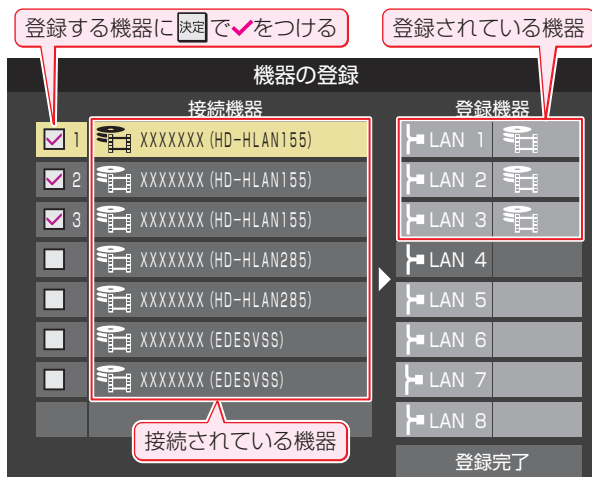 登録する機器に決定で✓をつける
登録されている機器
機器の登録
接続機器
登録機器
1 XXXXXXX (HD-HLAN155)
LAN 1
2 XXXXXXX (HD-HLAN155)
LAN 2
3 XXXXXXX (HD-HLAN155)
LAN 3
XXXXXXX (HD-HLAN285)
LAN 4
XXXXXXX (HD-HLAN285)
LAN 5
XXXXXXX (EDESVSS)
LAN 6
XXXXXXX (EDESVSS)
LAN 7
LAN 8
接続されている機器
登録完了